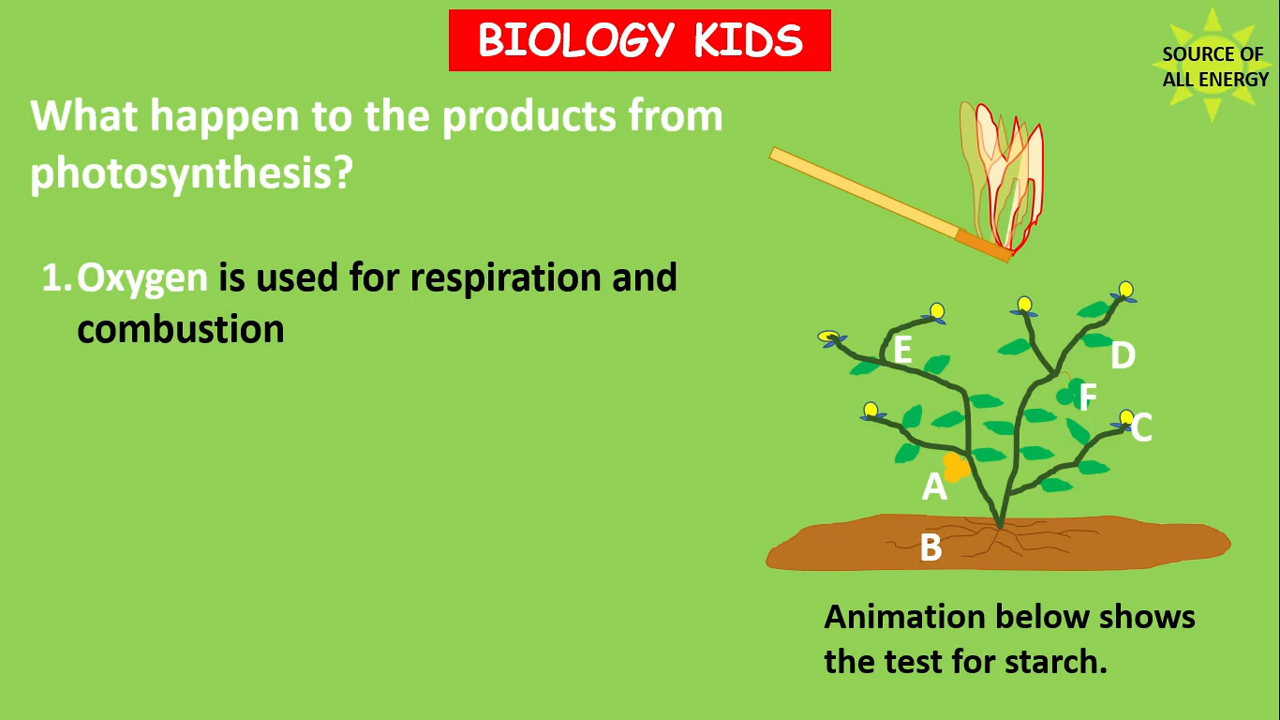 BIOLOGY KIDS
SOURCE OF
ALL ENERGY
What happen to the products from
photosynthesis?
1. Oxygen is used for respiration and
combustion
E
D
F
C
A
B
Animation below shows
the test for starch.